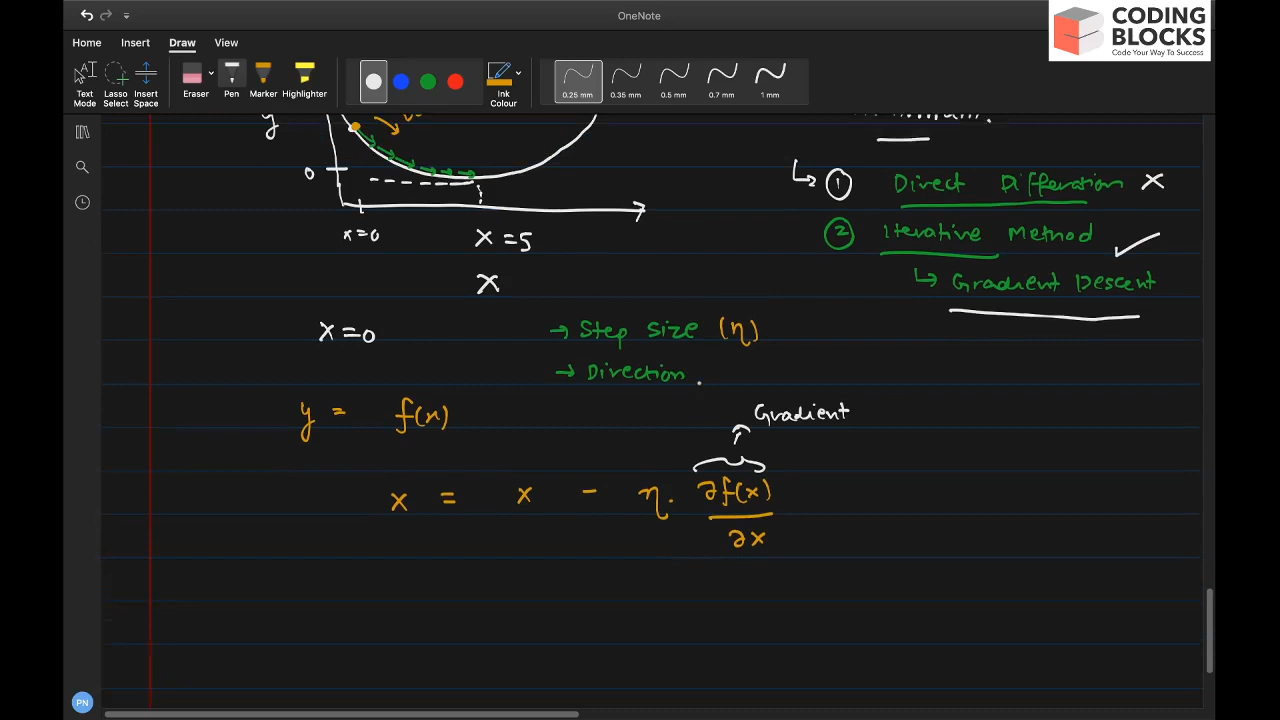 OneNote
CODING
BLOCKS
Code Your Way To Success
Home Insert Draw View
Text Mode
Lasso Select
Insert Space
Eraser
Pen
Marker
Highlighter
Ink Colour
0.25 mm
0.35 mm
0.5 mm
0.7 mm
1 mm
y
0
x=0
x=5
x
① Direct Differation ×
② Iterative Method ✓
↳ Gradient Descent
x=0
→ Step Size (η)
→ Direction
y = f(x)
Gradient
x = x - η. ∂f(x)
∂x
PN